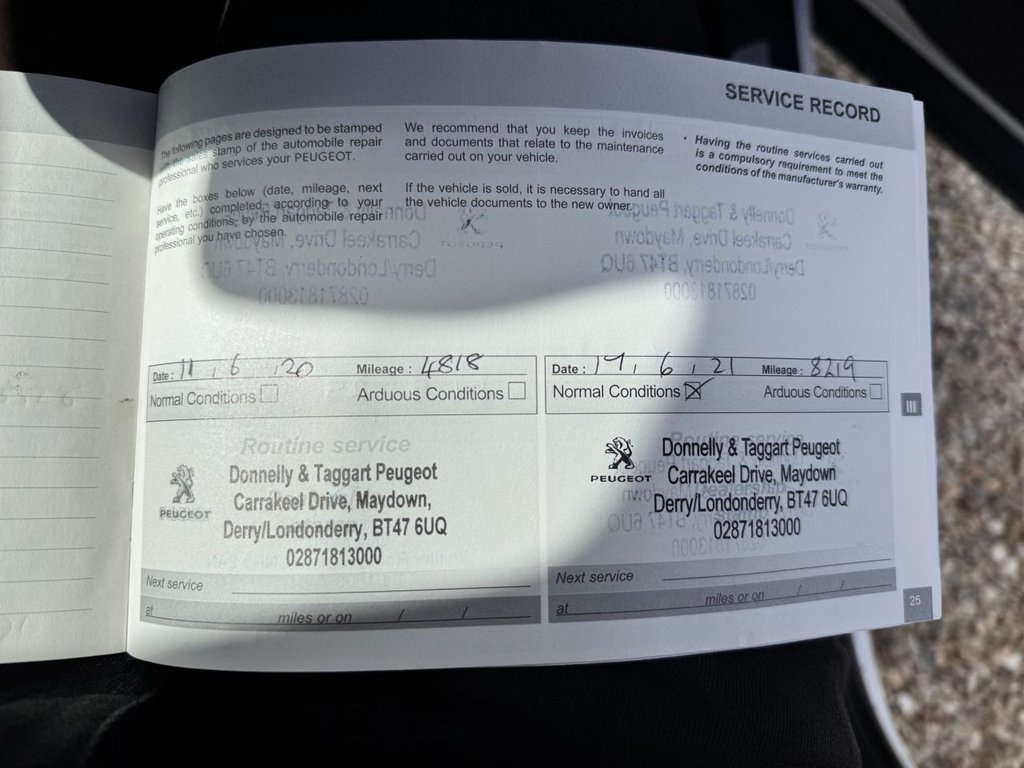 SERVICE RECORD
The following pages are designed to be stamped
the sales stamp of the automobile repair
professional who services your PEUGEOT.
Have the boxes below (date, mileage, next
service, etc.) completed, according to your
operating conditions, by the automobile repair
professional you have chosen.
We recommend that you keep the invoices
and documents that relate to the maintenance
carried out on your vehicle.
If the vehicle is sold, it is necessary to hand all
the vehicle documents to the new owner.
• Having the routine services carried out
is a compulsory requirement to meet the
conditions of the manufacturer's warranty.
Date : 11 , 6 , 20 Mileage : 4818
Normal Conditions Arduous Conditions
Routine service
PEUGEOT
Donnelly & Taggart Peugeot
Carrakeel Drive, Maydown,
Derry/Londonderry, BT47 6UQ
02871813000
Next service
at miles or on / /
Date : 17 , 6 , 21 Mileage : 8219
Normal Conditions Arduous Conditions
Routine service
PEUGEOT
Donnelly & Taggart Peugeot
Carrakeel Drive, Maydown
Derry/Londonderry, BT47 6UQ
02871813000
Next service
at miles or on / /
III
25